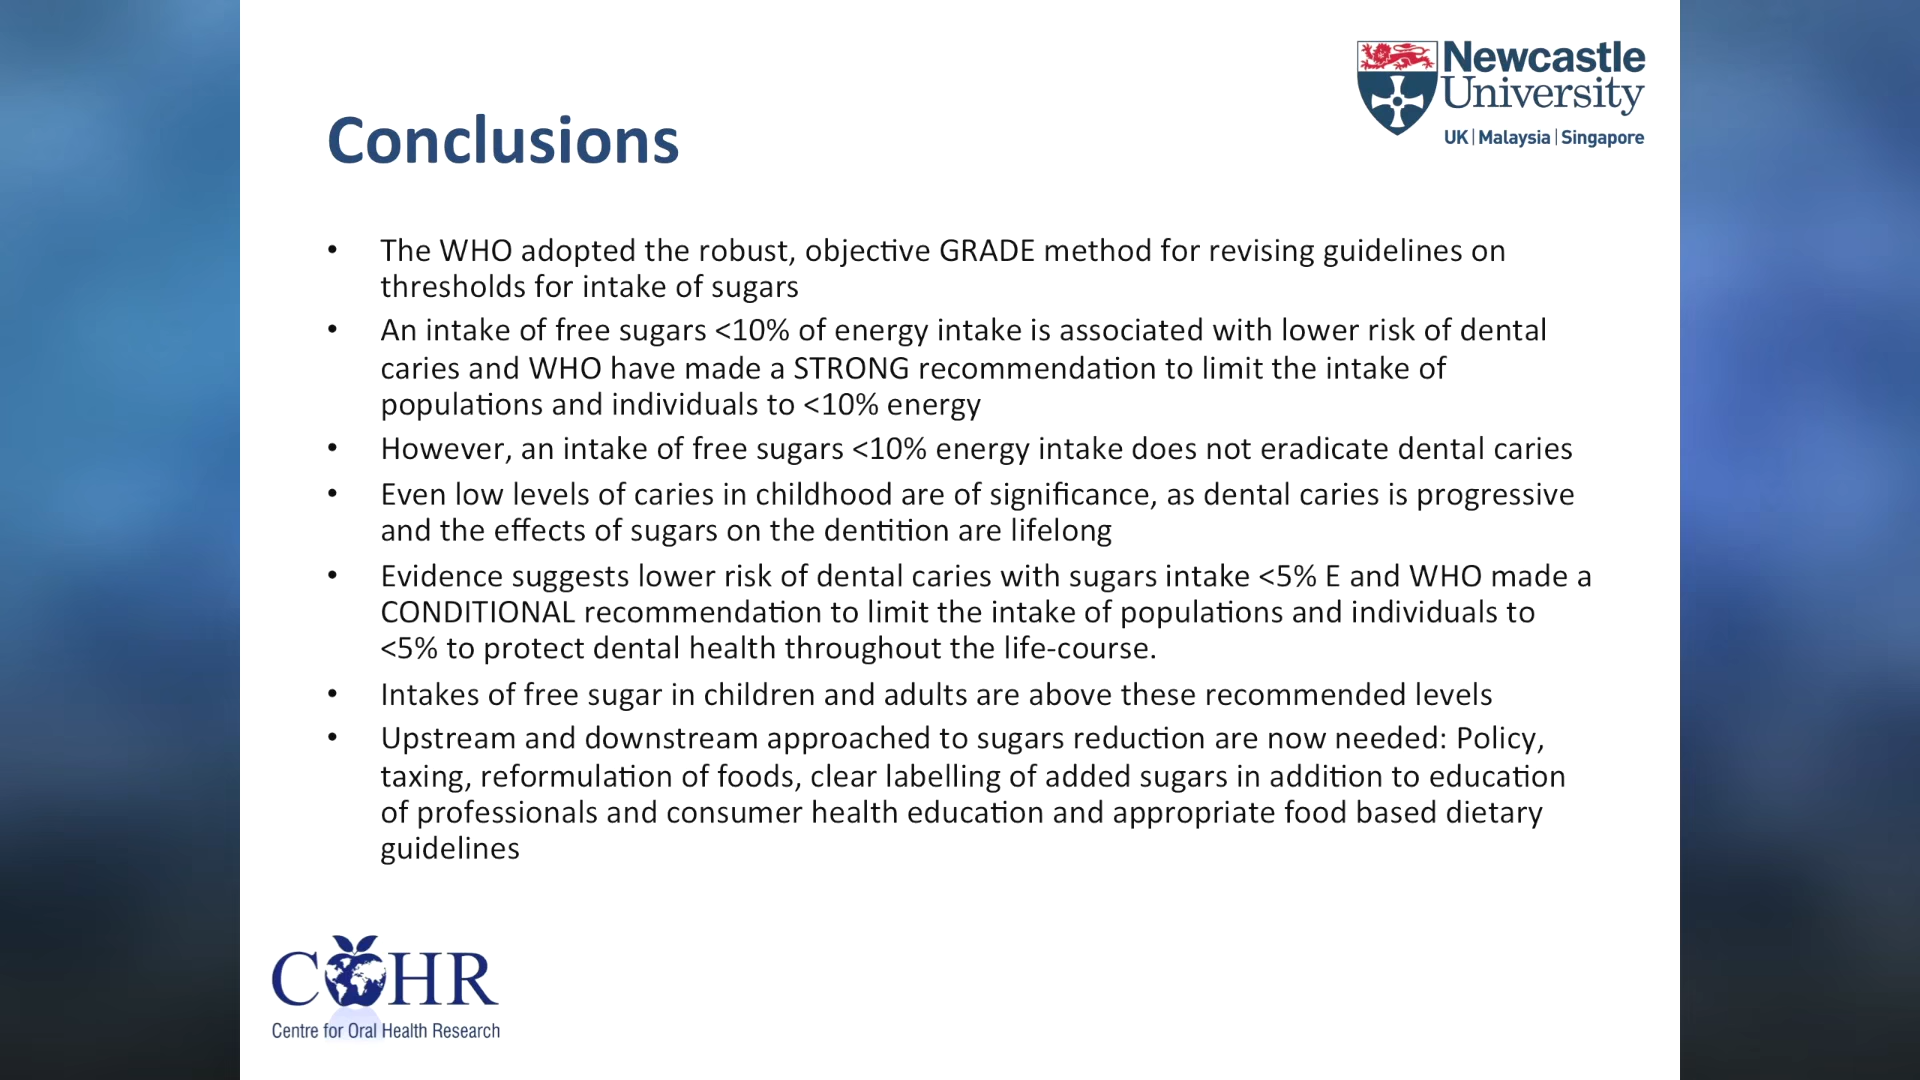 Newcastle
University
UK | Malaysia | Singapore
Conclusions
• The WHO adopted the robust, objective GRADE method for revising guidelines on
thresholds for intake of sugars
• An intake of free sugars <10% of energy intake is associated with lower risk of dental
caries and WHO have made a STRONG recommendation to limit the intake of
populations and individuals to <10% energy
• However, an intake of free sugars <10% energy intake does not eradicate dental caries
• Even low levels of caries in childhood are of significance, as dental caries is progressive
and the effects of sugars on the dentition are lifelong
• Evidence suggests lower risk of dental caries with sugars intake <5% E and WHO made a
CONDITIONAL recommendation to limit the intake of populations and individuals to
<5% to protect dental health throughout the life-course.
• Intakes of free sugar in children and adults are above these recommended levels
• Upstream and downstream approached to sugars reduction are now needed: Policy,
taxing, reformulation of foods, clear labelling of added sugars in addition to education
of professionals and consumer health education and appropriate food based dietary
guidelines
COHR
Centre for Oral Health Research